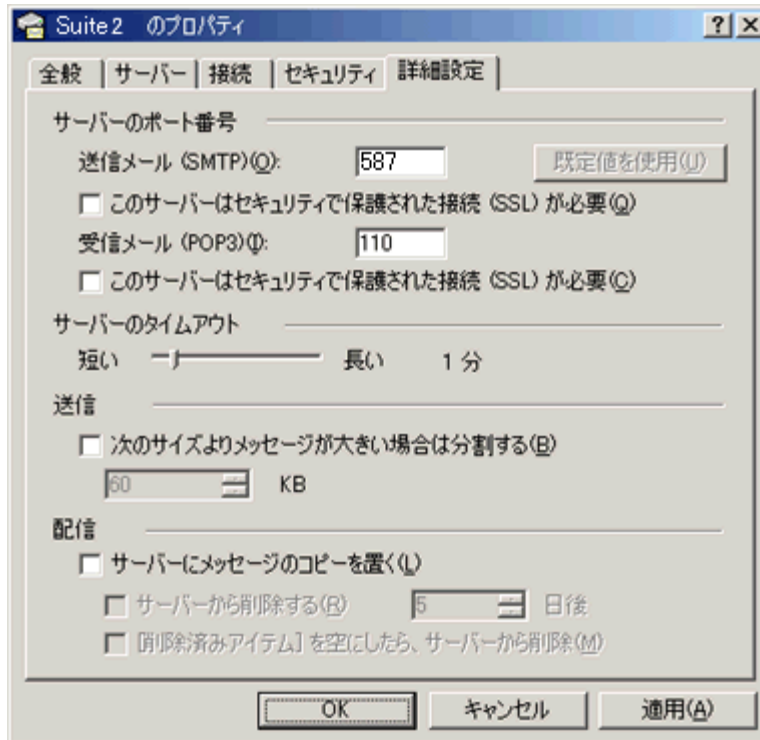 Suite2 のプロパティ
全般 サーバー 接続 セキュリティ 詳細設定
サーバーのポート番号
送信メール (SMTP)(O): 587 既定値を使用(U)
このサーバーはセキュリティで保護された接続 (SSL) が必要(Q)
受信メール (POP3)(I): 110
このサーバーはセキュリティで保護された接続 (SSL) が必要(C)
サーバーのタイムアウト
短い 長い 1 分
送信
次のサイズよりメッセージが大きい場合は分割する(B)
60 KB
配信
サーバーにメッセージのコピーを置く(L)
サーバーから削除する(R) 5 日後
[削除済みアイテム] を空にしたら、サーバーから削除(M)
OK キャンセル 適用(A)